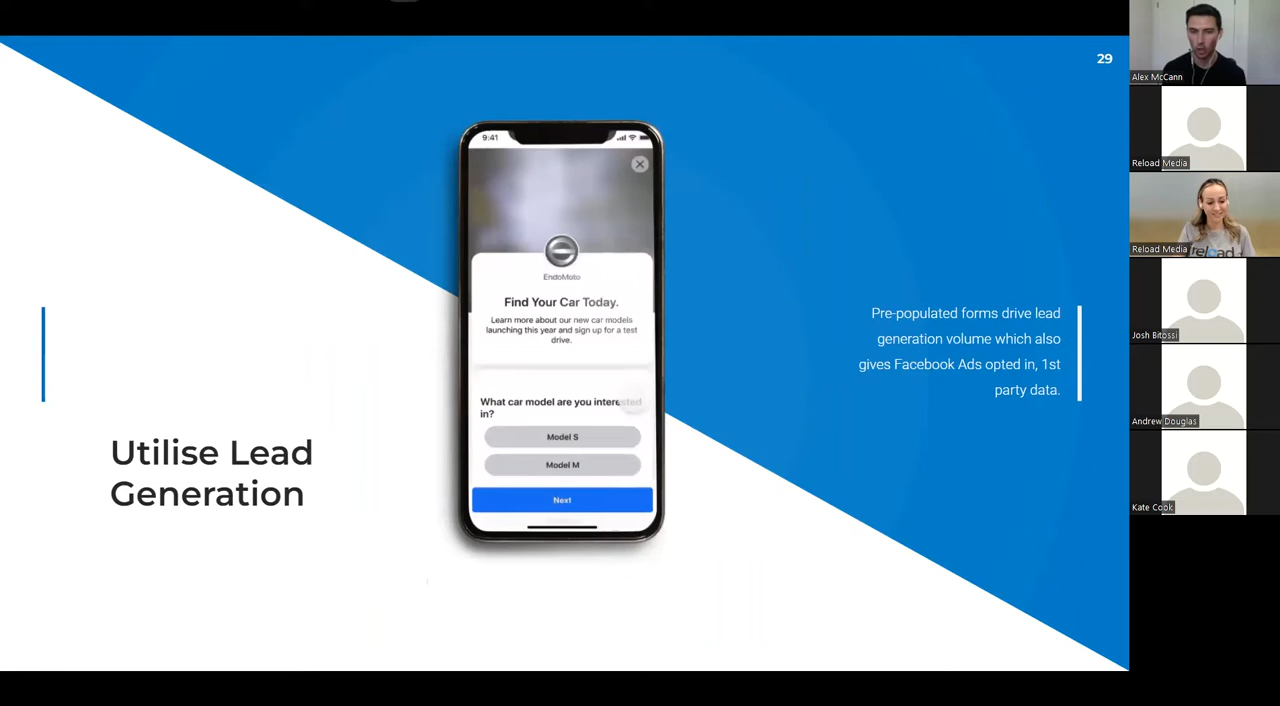 29
9:41
EndoMoto
Find Your Car Today.
Learn more about our new car models
launching this year and sign up for a test
drive.
What car model are you interested
in?
Model S
Model M
Next
Utilise Lead
Generation
Pre-populated forms drive lead
generation volume which also
gives Facebook Ads opted in, 1st
party data.
Alex McCann
Reload Media
reload
Reload Media
Josh Bitossi
Andrew Douglas
Kate Cook